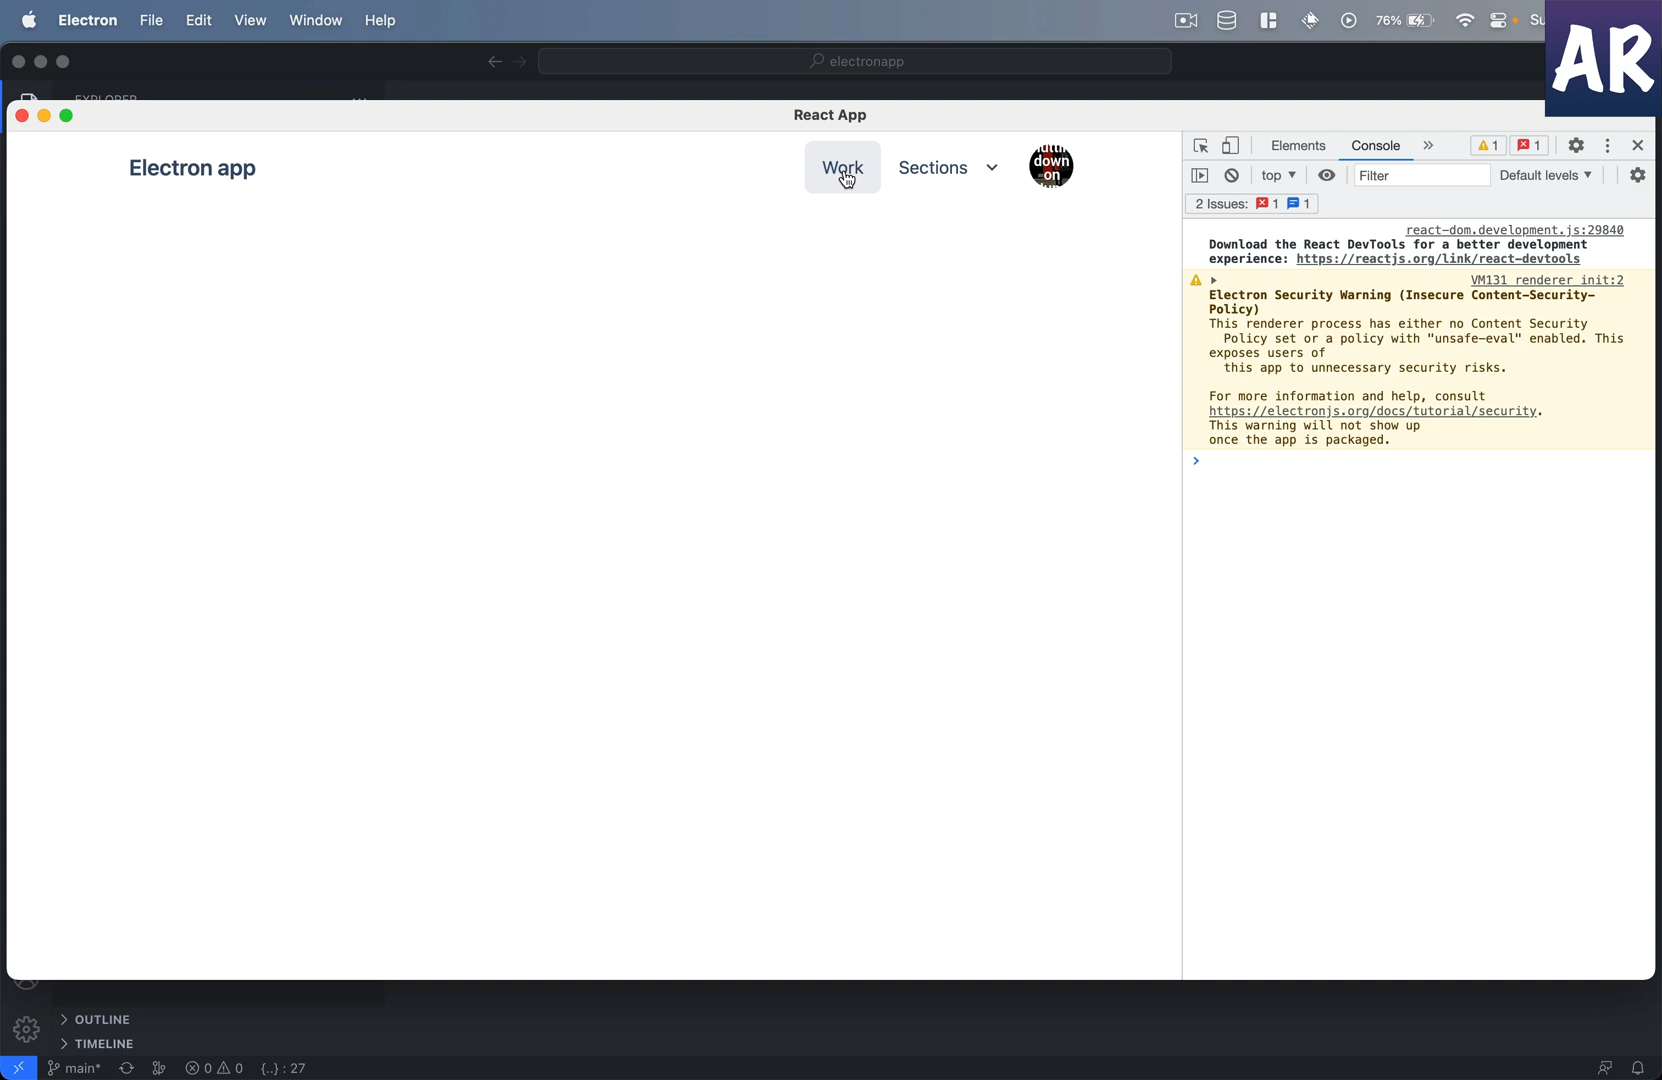 Electron File Edit View Window Help 76% Su
AR
electronapp
EXPLORER
React App
Electron app Work Sections
down
on
Elements Console 1 1
top Filter Default levels
2 Issues: 1 1
react-dom.development.js:29840
Download the React DevTools for a better development
experience: https://reactjs.org/link/react-devtools
VM131 renderer init:2
Electron Security Warning (Insecure Content-Security-
Policy)
This renderer process has either no Content Security
Policy set or a policy with "unsafe-eval" enabled. This
exposes users of
this app to unnecessary security risks.
For more information and help, consult
https://electronjs.org/docs/tutorial/security.
This warning will not show up
once the app is packaged.
OUTLINE
TIMELINE
main* 0 0 {..} : 27